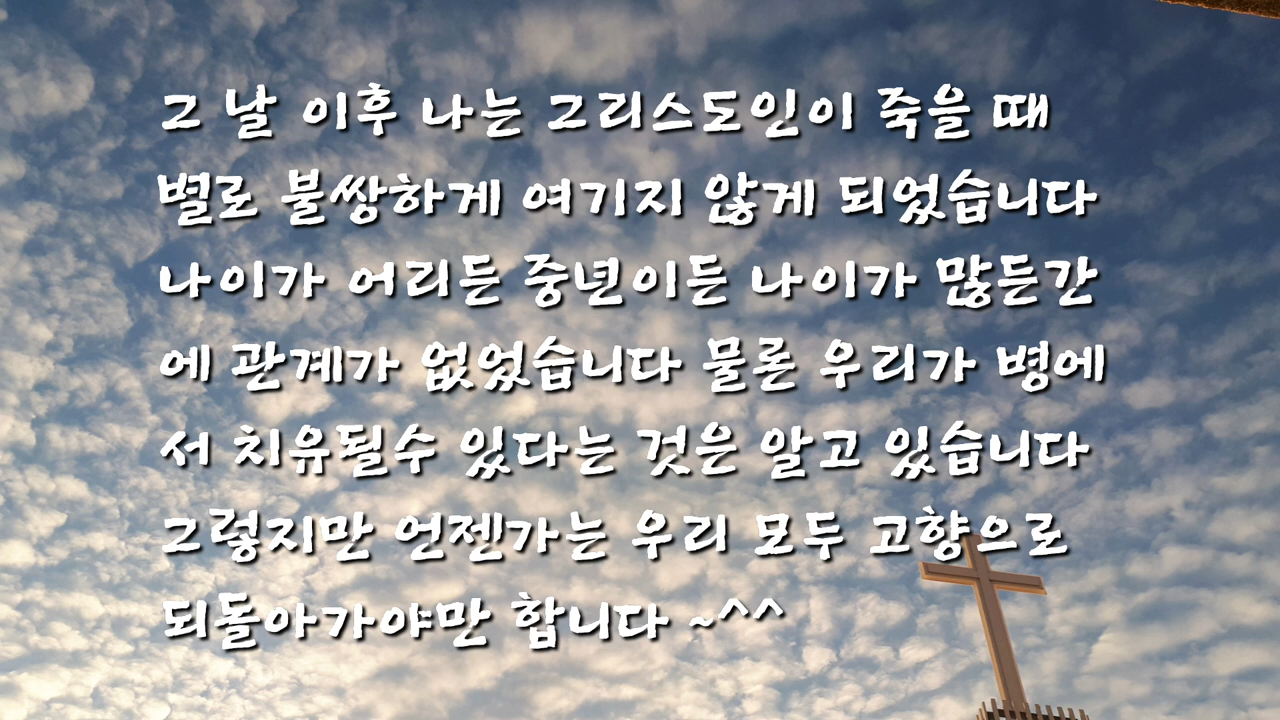 그 날 이후 나는 그리스도인이 죽을 때
별로 불쌍하게 여기지 않게 되었습니다
나이가 어리든 중년이든 나이가 많든간
에 관계가 없었습니다 물론 우리가 병에
서 치유될수 있다는 것은 알고 있습니다
그렇지만 언젠가는 우리 모두 고향으로
되돌아가야만 합니다 ~^^